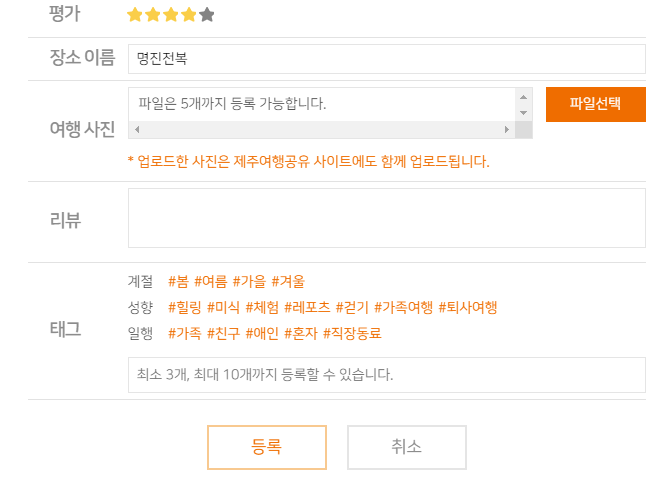 평가
장소 이름 명진전복
여행 사진 파일은 5개까지 등록 가능합니다. 파일선택
* 업로드한 사진은 제주여행공유 사이트에도 함께 업로드됩니다.
리뷰
태그
계절 #봄 #여름 #가을 #겨울
성향 #힐링 #미식 #체험 #레포츠 #걷기 #가족여행 #퇴사여행
일행 #가족 #친구 #애인 #혼자 #직장동료
최소 3개, 최대 10개까지 등록할 수 있습니다.
등록 취소